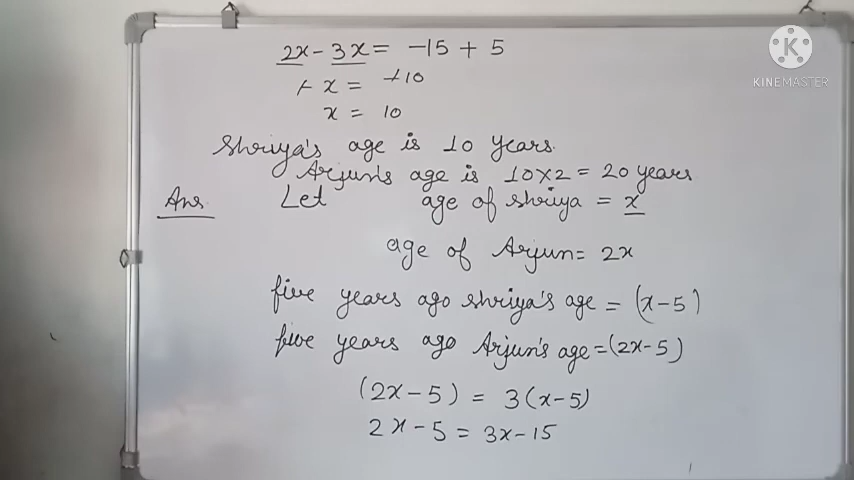 2x - 3x = -15 + 5
+ x = +10
x = 10
Shriya's age is 10 years.
Arjun's age is 10x2 = 20 years
Ans. Let age of Shriya = x
age of Arjun = 2x
five years ago Shriya's age = (x-5)
five years ago Arjun's age = (2x-5)
(2x-5) = 3(x-5)
2x-5 = 3x-15
K
KINEMASTER